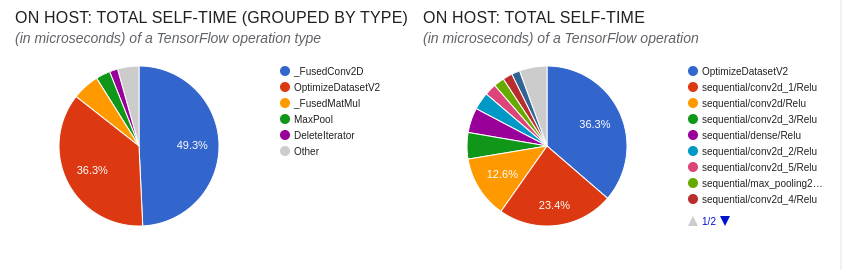 ON HOST: TOTAL SELF-TIME (GROUPED BY TYPE)
(in microseconds) of a TensorFlow operation type
49.3%
36.3%
_FusedConv2D
OptimizeDatasetV2
_FusedMatMul
MaxPool
DeleteIterator
Other
ON HOST: TOTAL SELF-TIME
(in microseconds) of a TensorFlow operation
36.3%
12.6%
23.4%
OptimizeDatasetV2
sequential/conv2d_1/Relu
sequential/conv2d/Relu
sequential/conv2d_3/Relu
sequential/dense/Relu
sequential/conv2d_2/Relu
sequential/conv2d_5/Relu
sequential/max_pooling2...
sequential/conv2d_4/Relu
1/2